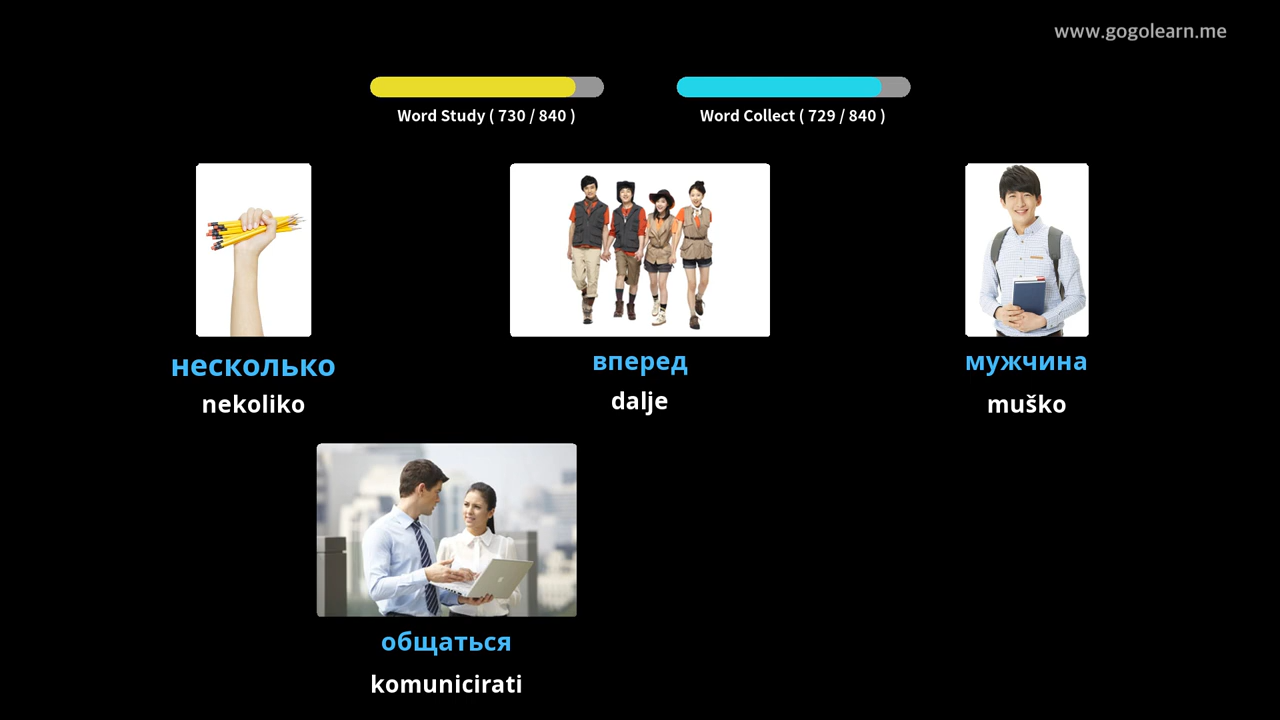 www.gogolearn.me
Word Study ( 730 / 840 )
Word Collect ( 729 / 840 )
несколько
nekoliko
вперед
dalje
мужчина
muško
общаться
komunicirati